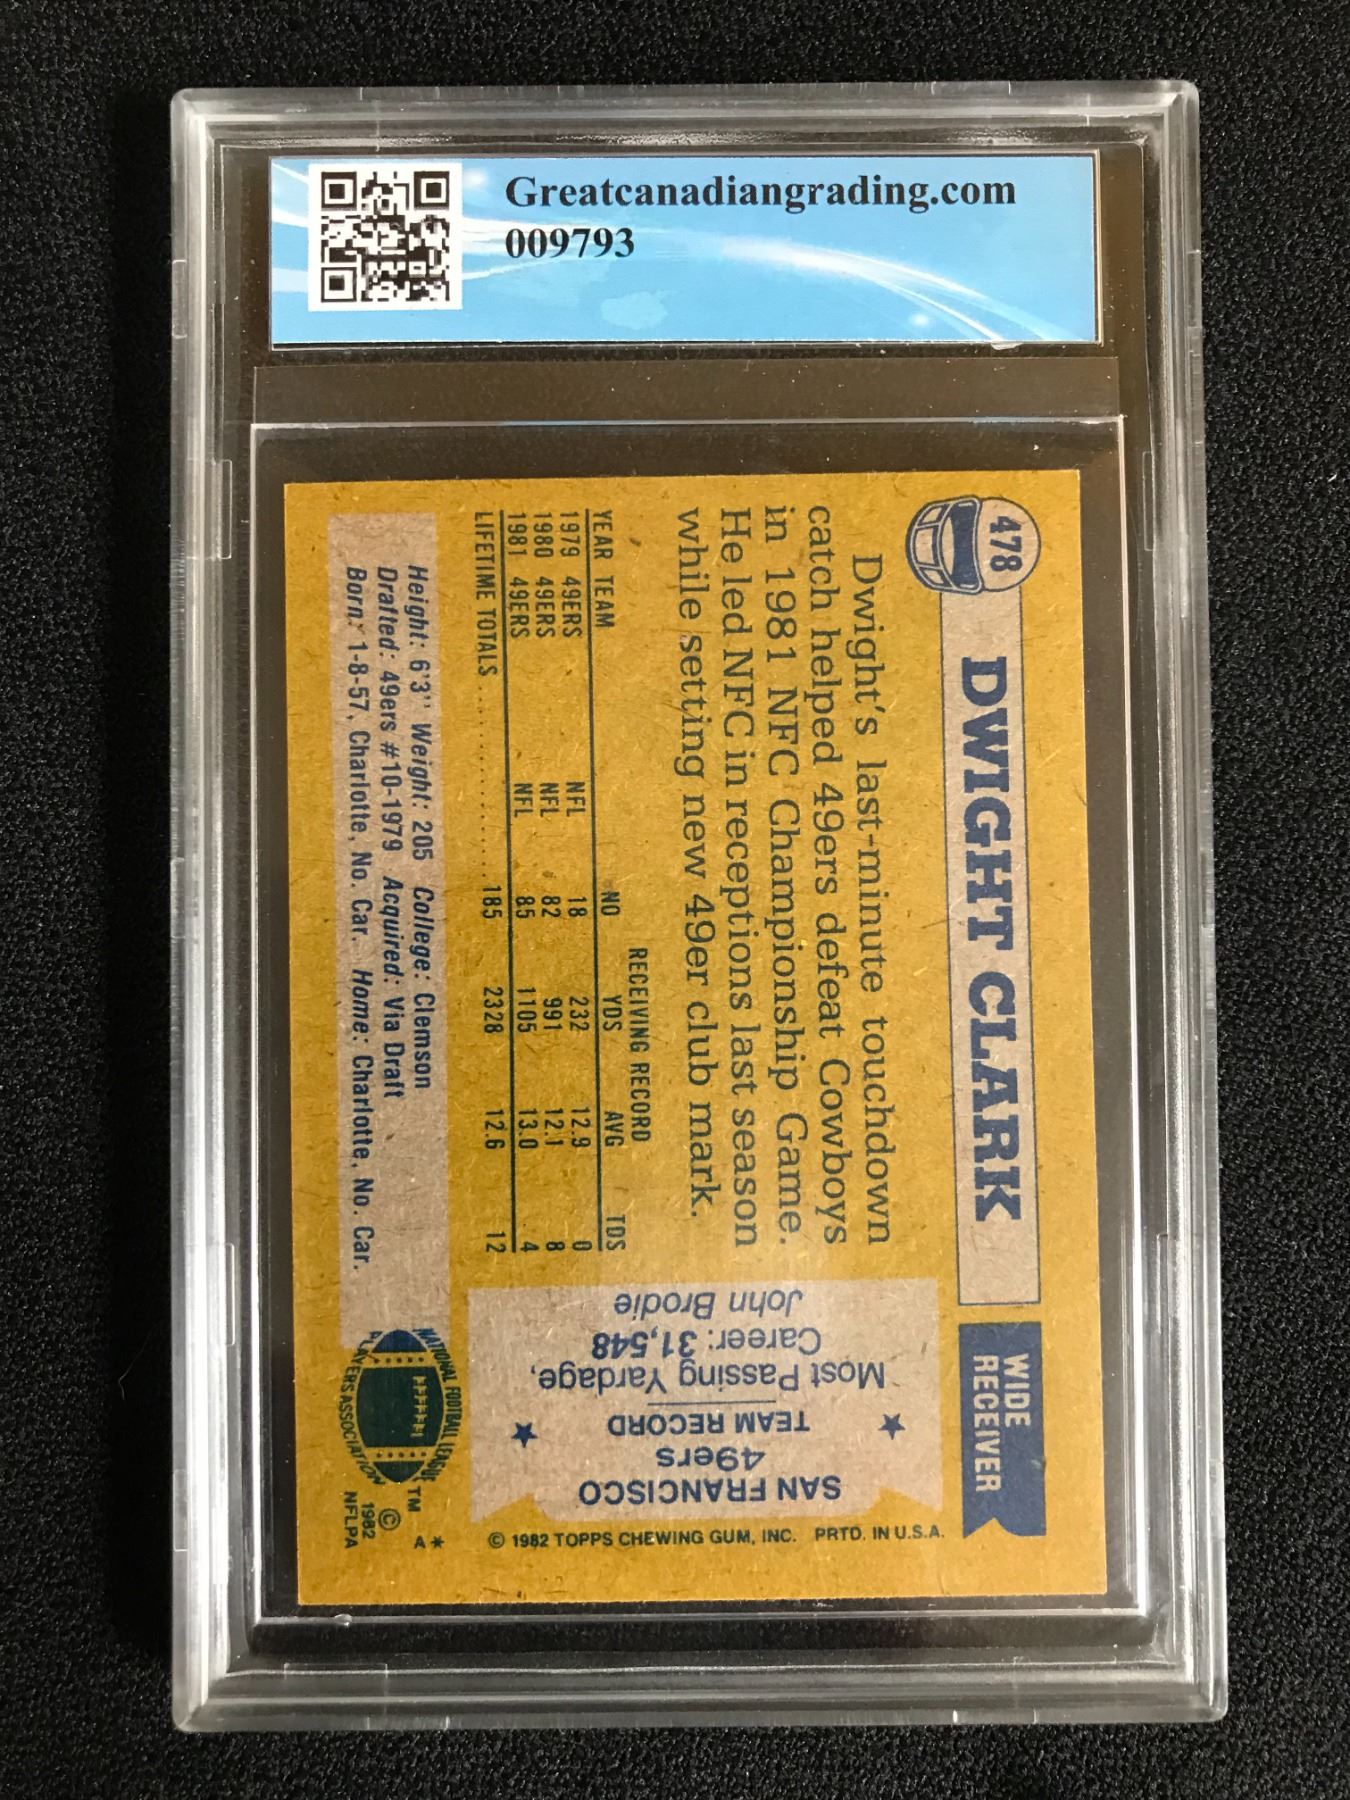 Greatcanadiangrading.com
009793
478
DWIGHT CLARK
WIDE
RECEIVER
Dwight's last-minute touchdown
catch helped 49ers defeat Cowboys
in 1981 NFC Championship Game.
He led NFC in receptions last season
while setting new 49er club mark.
RECEIVING RECORD
YEAR TEAM NO YDS AVG TDS
1979 49ERS NFL 18 232 12.9 0
1980 49ERS NFL 82 991 12.1 8
1981 49ERS NFL 85 1105 13.0 4
LIFETIME TOTALS.......................185 2328 12.6 12
Height: 6'3" Weight: 205 College: Clemson
Drafted: 49ers #10-1979 Acquired: Via Draft
Born: 1-8-57, Charlotte, No. Car. Home: Charlotte, No. Car.
SAN FRANCISCO
49ers
TEAM RECORD
Most Passing Yardage,
Career: 31,548
John Brodie
NATIONAL FOOTBALL LEAGUE
PLAYERS ASSOCIATION
TM
©
1982
NFLPA
A*
© 1982 TOPPS CHEWING GUM, INC. PRTD. IN U.S.A.